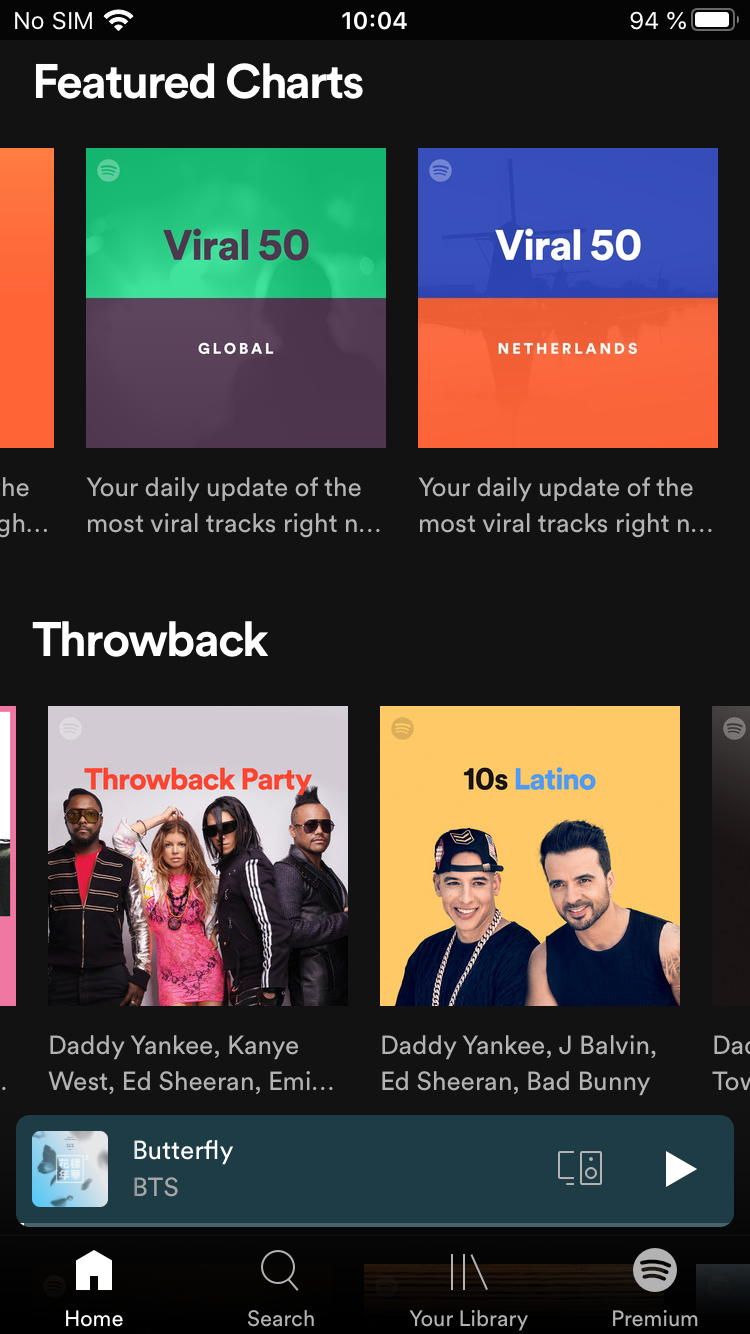 No SIM 10:04 94 %
Featured Charts
Viral 50
GLOBAL
Viral 50
NETHERLANDS
he
gh...
Your daily update of the
most viral tracks right n...
Your daily update of the
most viral tracks right n...
Throwback
Throwback Party
10s Latino
Daddy Yankee, Kanye
West, Ed Sheeran, Emi...
Daddy Yankee, J Balvin,
Ed Sheeran, Bad Bunny
Dad
Tow
Butterfly
BTS
Home Search Your Library Premium